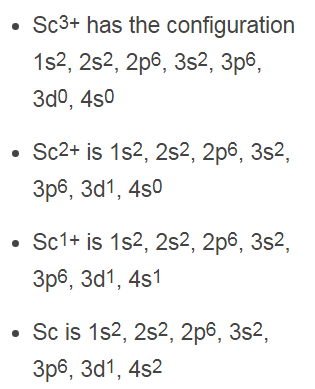 • Sc3+ has the configuration
1s2, 2s2, 2p6, 3s2, 3p6,
3d0, 4s0
• Sc2+ is 1s2, 2s2, 2p6, 3s2,
3p6, 3d1, 4s0
• Sc1+ is 1s2, 2s2, 2p6, 3s2,
3p6, 3d1, 4s1
• Sc is 1s2, 2s2, 2p6, 3s2,
3p6, 3d1, 4s2